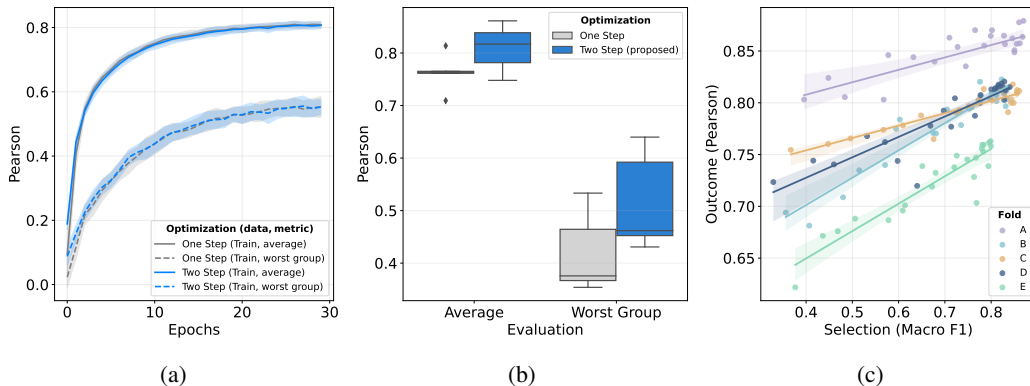 0.8
0.6
0.4
0.2
0.0
Pearson
0
10
20
30
Epochs
Optimization (data, metric)
One Step (Train, average)
One Step (Train, worst group)
Two Step (Train, average)
Two Step (Train, worst group)
(a)
0.8
0.7
0.6
0.5
0.4
Pearson
Average
Worst Group
Evaluation
Optimization
One Step
Two Step (proposed)
(b)
0.85
0.80
0.75
0.70
0.65
Outcome (Pearson)
0.4
0.5
0.6
0.7
0.8
Selection (Macro F1)
Fold
A
B
C
D
E
(c)